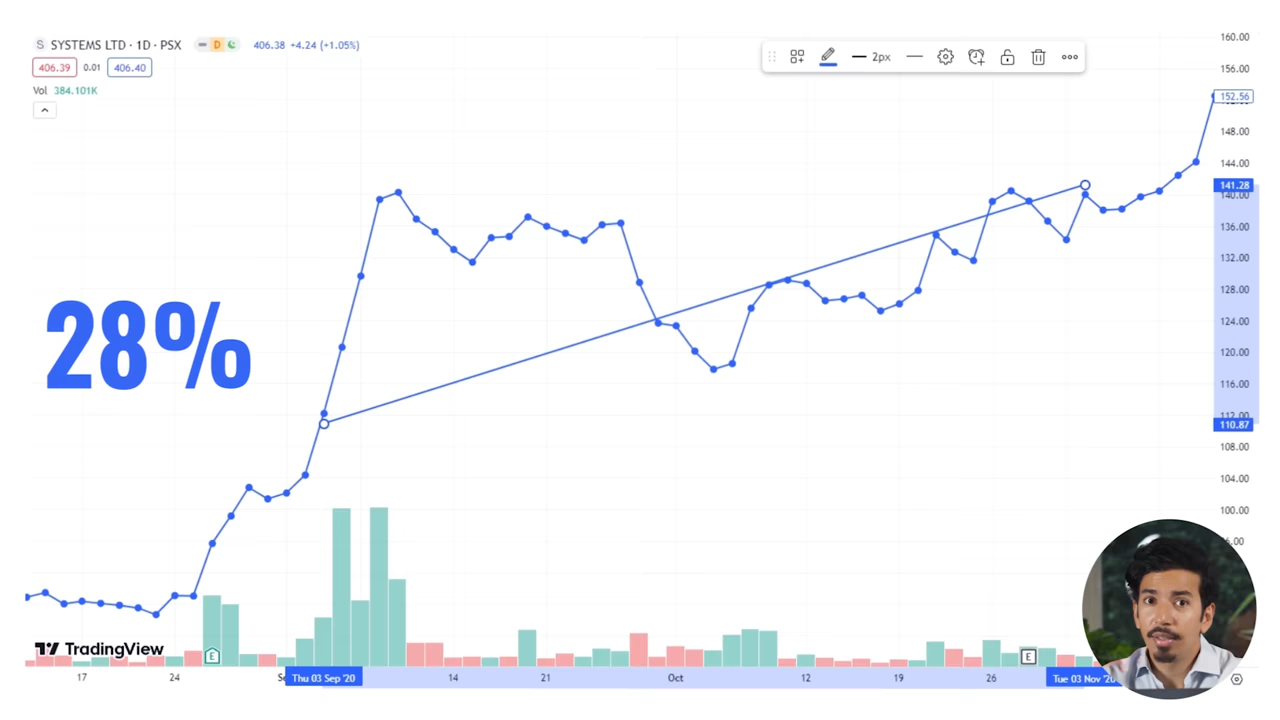 S SYSTEMS LTD · 1D · PSX D 406.38 +4.24 (+1.05%)
406.39 0.01 406.40
Vol 384.101K
2px
160.00
156.00
152.56
148.00
144.00
141.28
140.00
136.00
132.00
128.00
124.00
120.00
116.00
112.00
110.87
108.00
104.00
100.00
28%
TradingView
E
E
17 24 Thu 03 Sep '20 14 21 Oct 12 19 26 Tue 03 Nov '20